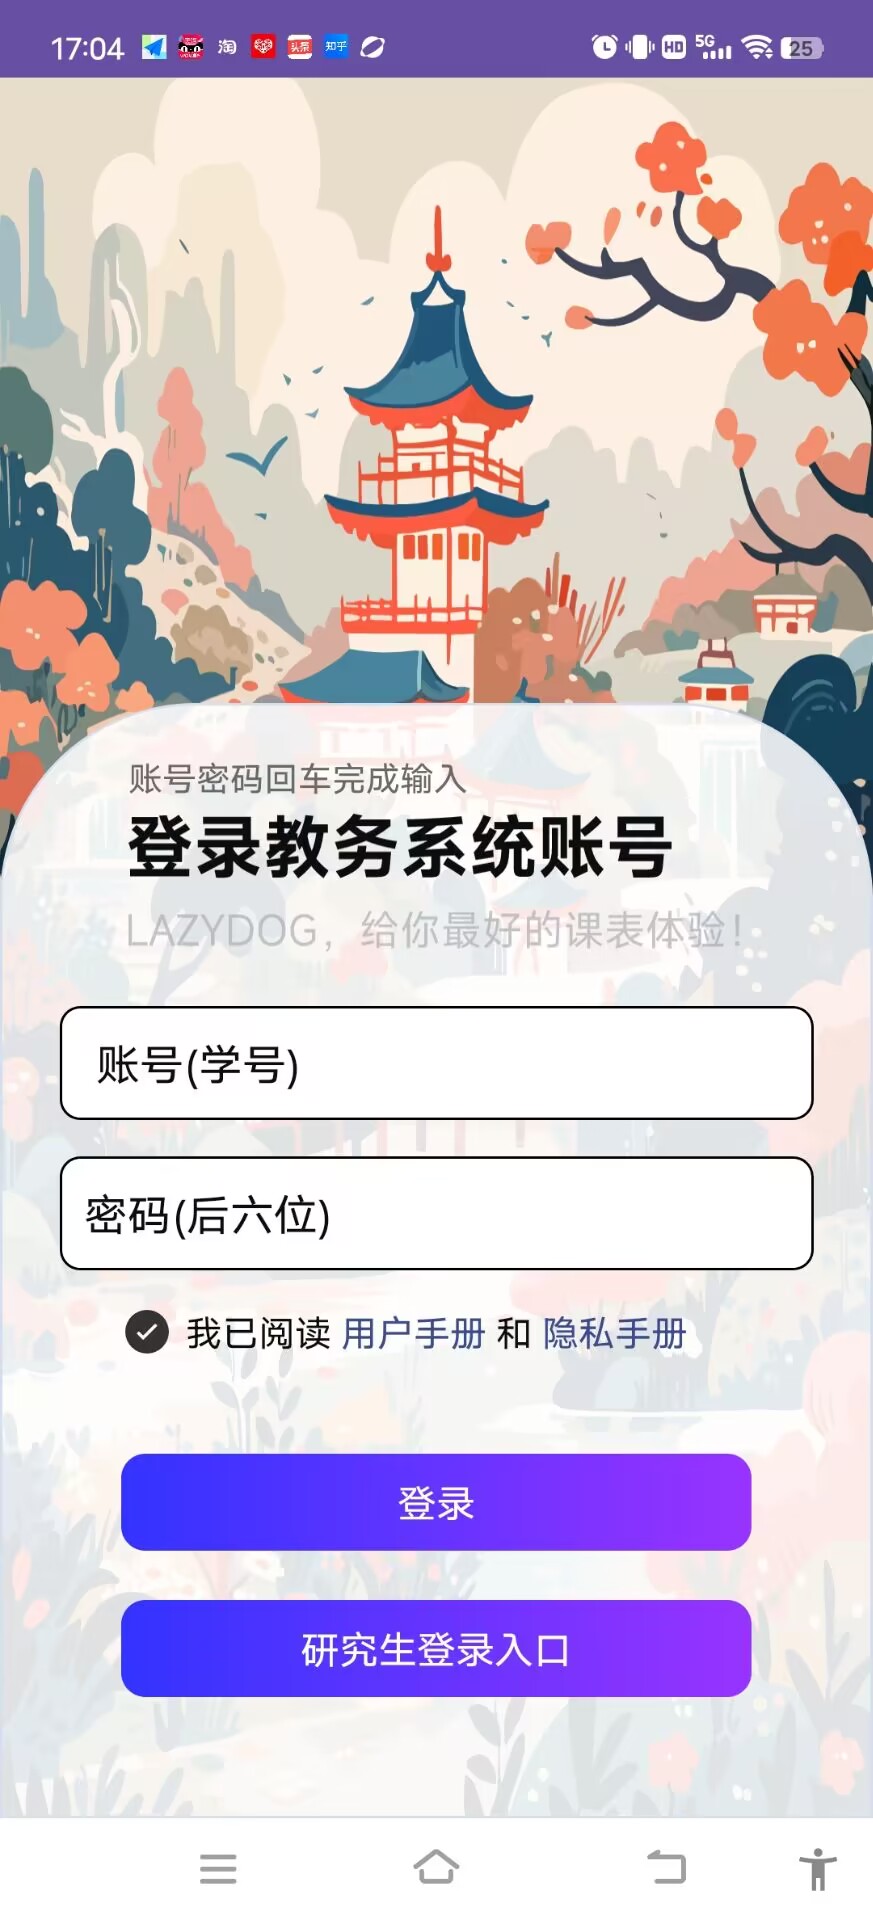 17:04 淘 头条 知乎 HD 5G 25
账号密码回车完成输入
登录教务系统账号
LAZYDOG，给你最好的课表体验！
账号(学号)
密码(后六位)
我已阅读 用户手册 和 隐私手册
登录
研究生登录入口